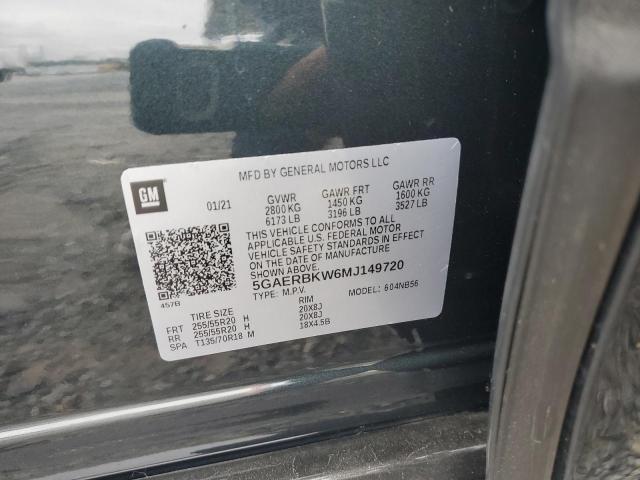 MFD BY GENERAL MOTORS LLC
GM
01/21 GVWR GAWR FRT GAWR RR
2800 KG 1450 KG 1600 KG
6173 LB 3196 LB 3527 LB
THIS VEHICLE CONFORMS TO ALL
APPLICABLE U.S. FEDERAL MOTOR
VEHICLE SAFETY STANDARDS IN EFFECT
ON THE DATE OF MANUFACTURE
SHOWN ABOVE.
5GAERBKW6MJ149720
TYPE: M.P.V. MODEL: 604NB56
457B
TIRE SIZE RIM
FRT 255/55R20 H 20X8J
RR 255/55R20 H 20X8J
SPA T135/70R18 M 18X4.5B